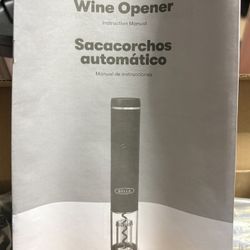 Wine Opener
Instruction Manual
Sacacorchos
automático
Manual de instrucciones
BELLA